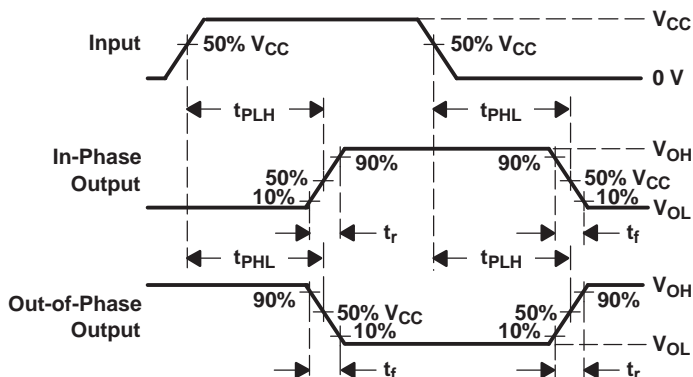 Input
50% VCC
50% VCC
VCC
0 V
tPLH
tPHL
In-Phase
Output
50%
10%
90%
90%
VOH
50% VCC
10%
VOL
tr
tf
tPHL
tPLH
Out-of-Phase
Output
90%
50% VCC
10%
50%
10%
90%
VOH
VOL
tf
tr